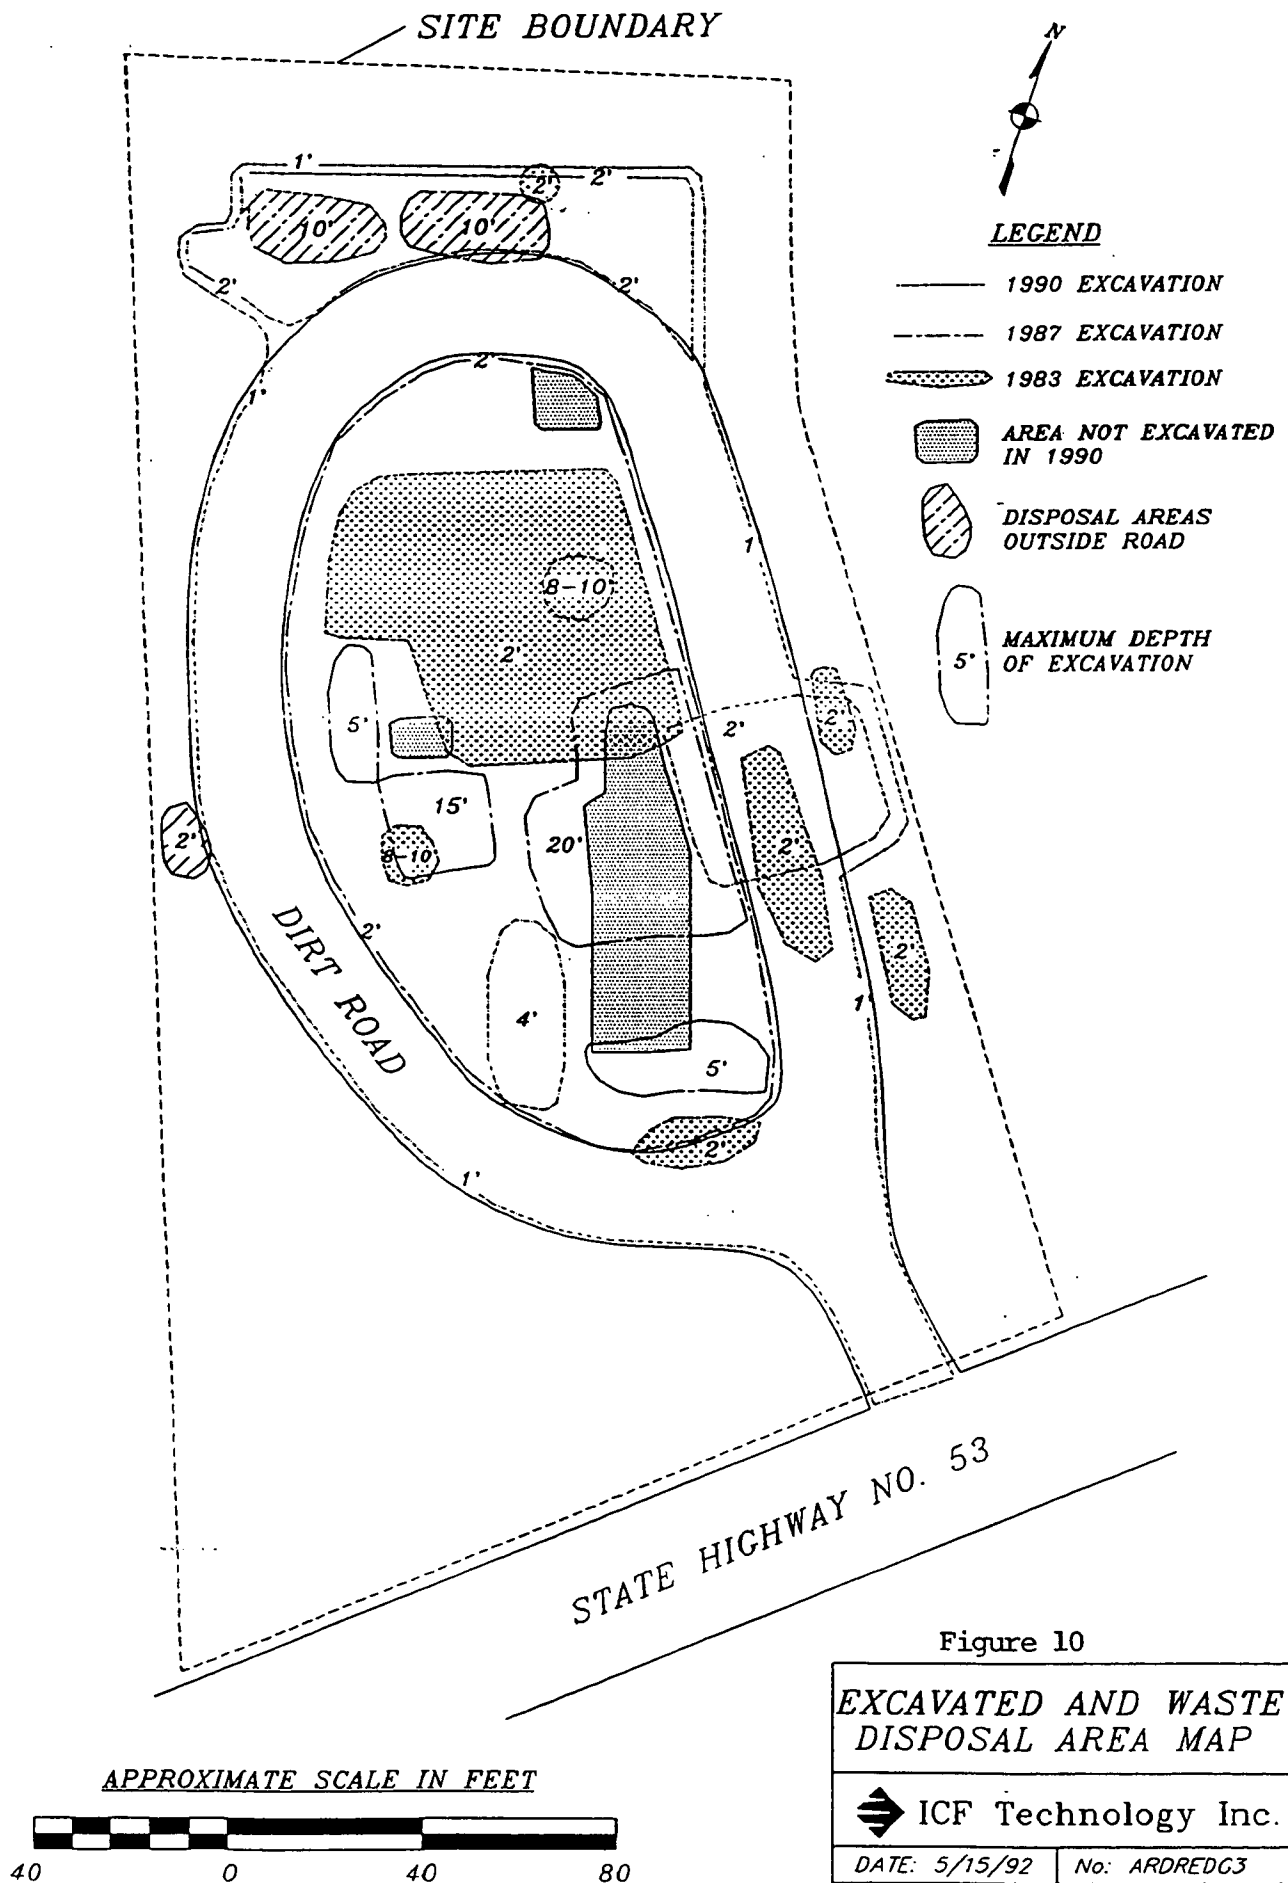 SITE BOUNDARY
N
1'
2'
2'
10'
10'
2'
2'
LEGEND
1990 EXCAVATION
1987 EXCAVATION
1983 EXCAVATION
AREA NOT EXCAVATED
IN 1990
DISPOSAL AREAS
OUTSIDE ROAD
5'
MAXIMUM DEPTH
OF EXCAVATION
2'
1'
1
8-10
2'
5'
2'
2'
15'
20'
2'
2'
8-10
2'
2'
DIRT ROAD
4'
1'
5'
2'
1'
STATE HIGHWAY NO. 53
Figure 10
EXCAVATED AND WASTE
DISPOSAL AREA MAP
ICF Technology Inc.
DATE: 5/15/92 No: ARDREDG3
APPROXIMATE SCALE IN FEET
40 0 40 80